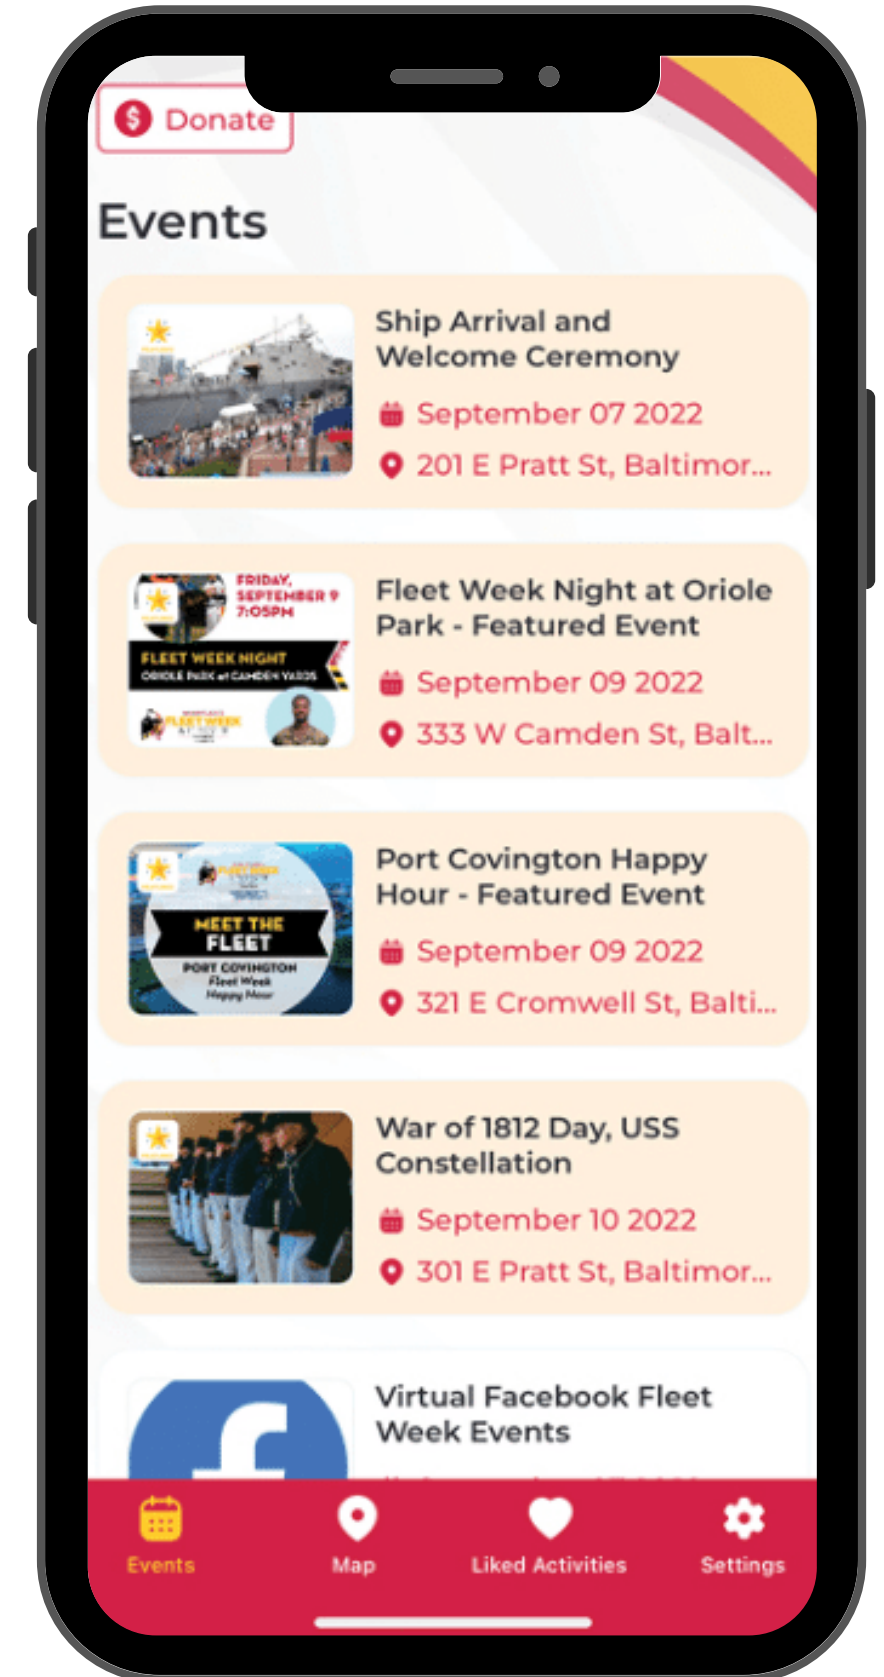 Donate
Events
Ship Arrival and
Welcome Ceremony
September 07 2022
201 E Pratt St, Baltimor...
FRIDAY,
SEPTEMBER 9
7:05PM
FLEET WEEK NIGHT
ORIOLE PARK at CAMDEN YARDS
FLEET WEEK
Fleet Week Night at Oriole
Park - Featured Event
September 09 2022
333 W Camden St, Balt...
FLEET WEEK
MEET THE
FLEET
PORT COVINGTON
Fleet Week
Happy Hour
Port Covington Happy
Hour - Featured Event
September 09 2022
321 E Cromwell St, Balti...
War of 1812 Day, USS
Constellation
September 10 2022
301 E Pratt St, Baltimor...
f
Virtual Facebook Fleet
Week Events
Events
Map
Liked Activities
Settings